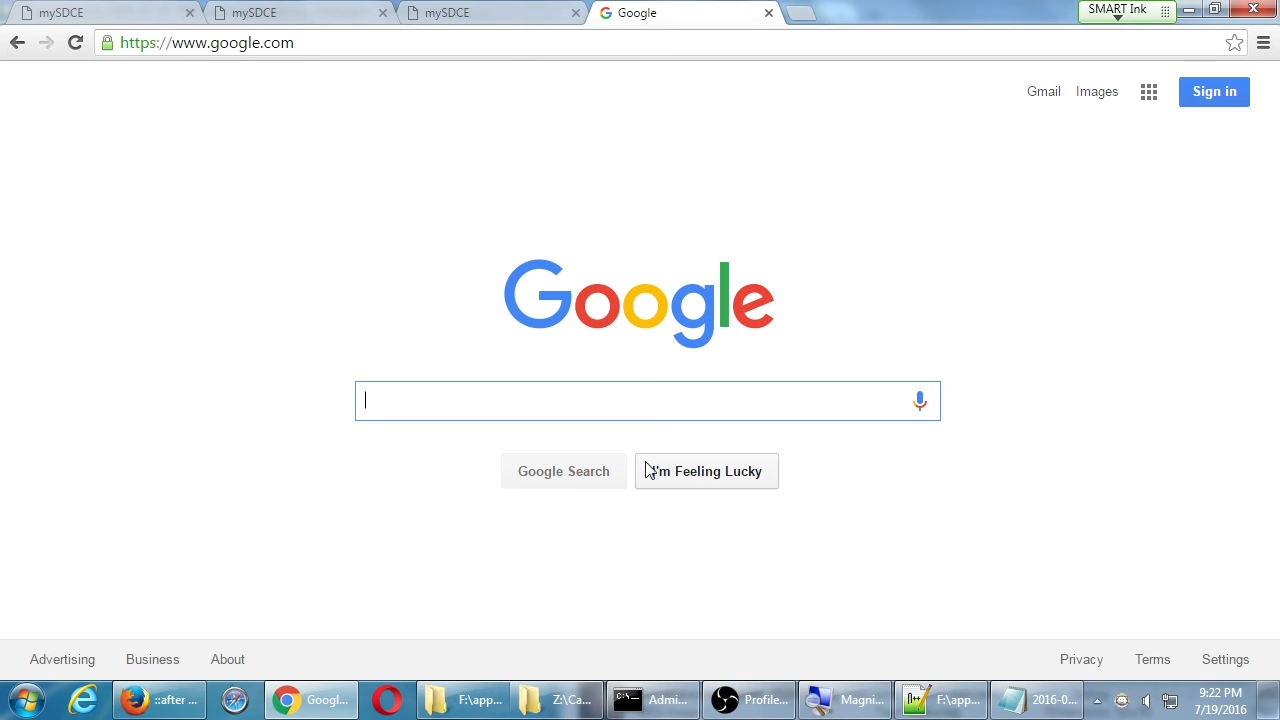 mySDCE mySDCE mySDCE Google SMART Ink
https://www.google.com
Gmail Images Sign in
Google
Google Search I'm Feeling Lucky
Advertising Business About Privacy Terms Settings
::after ... Googl... F:\app... Z:\Ca... Admi... Profile... Magni... F:\app... 2016-0... 9:22 PM
7/19/2016